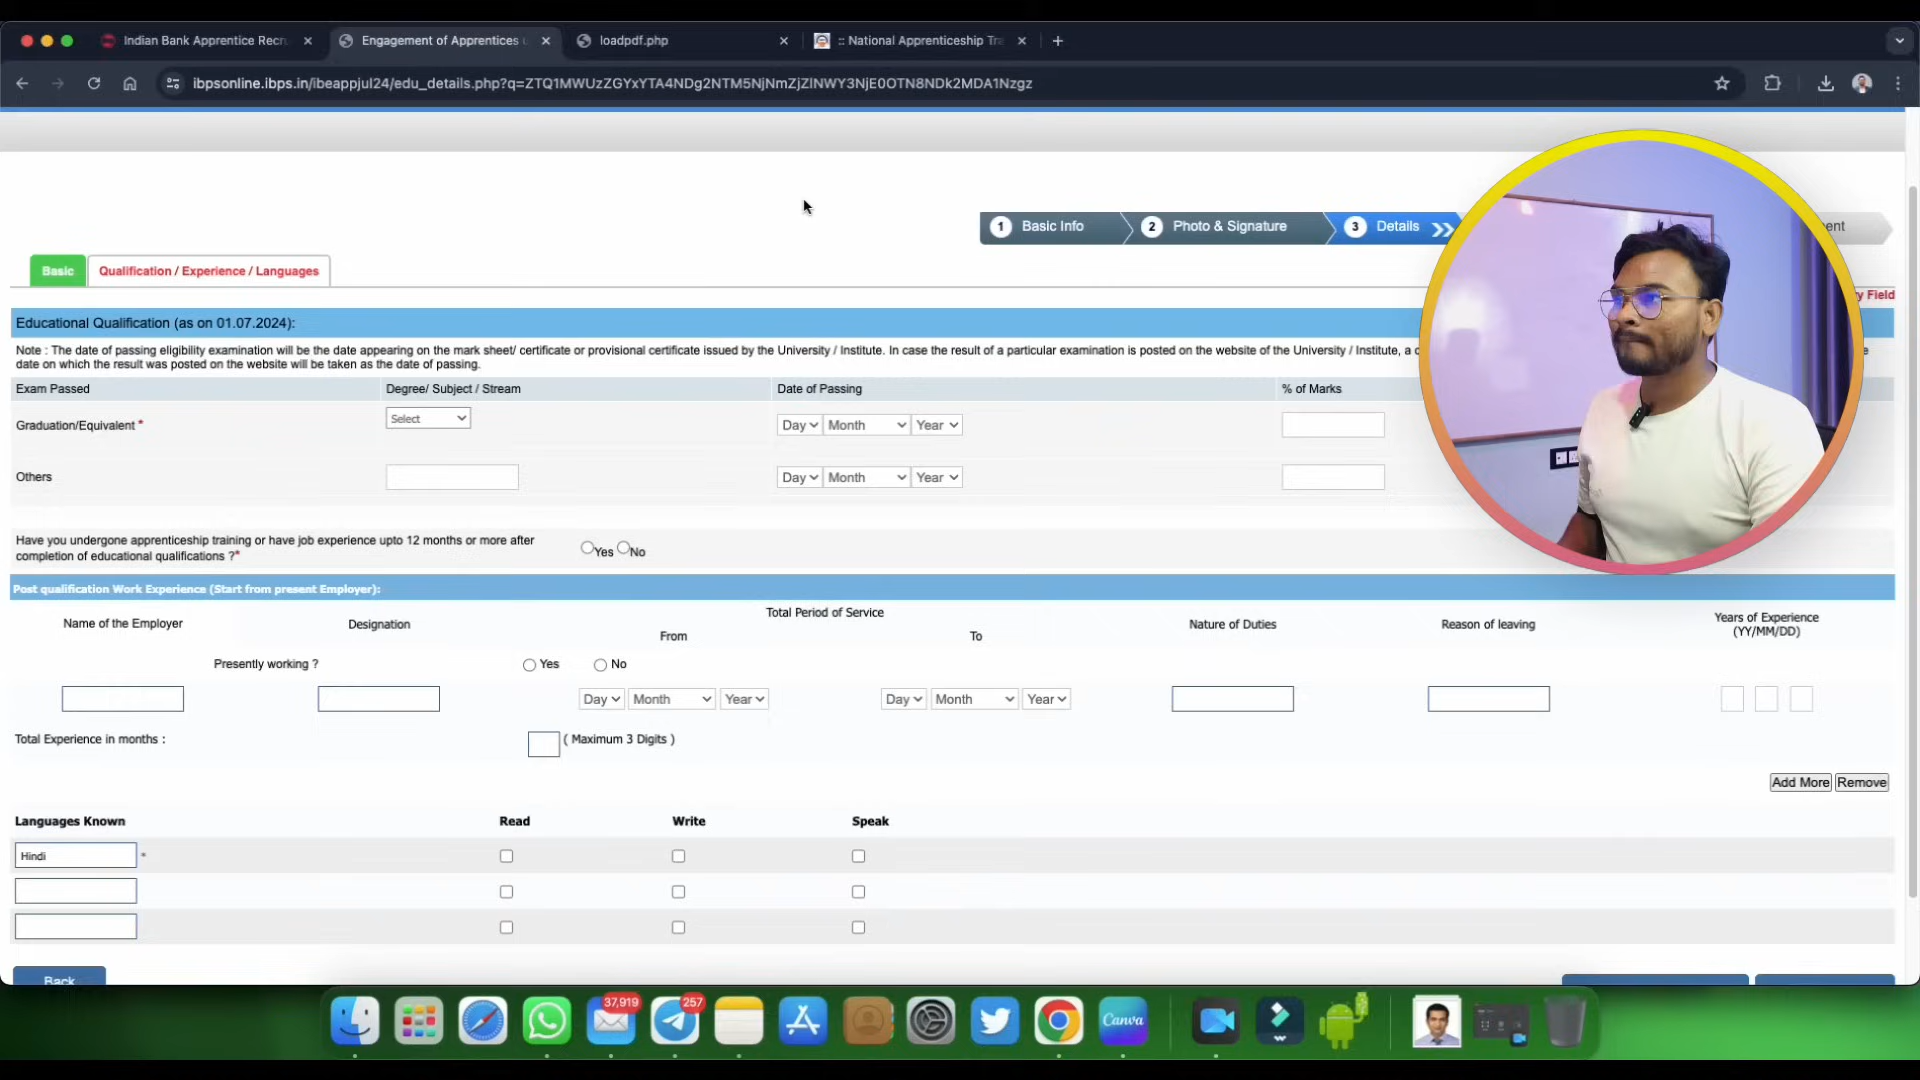 Indian Bank Apprentice Recr
Engagement of Apprentices
loadpdf.php
:: National Apprenticeship Tra
ibpsonline.ibps.in/ibeappjul24/edu_details.php?q=ZTQ1MWUzZGYxYTA4NDg2NTM5NjNmZjZlNWY3NjE0OTN8NDk2MDA1Nzgz
1 Basic Info
2 Photo & Signature
3 Details
ent
Basic
Qualification / Experience / Languages
y Field
Educational Qualification (as on 01.07.2024):
Note : The date of passing eligibility examination will be the date appearing on the mark sheet/ certificate or provisional certificate issued by the University / Institute. In case the result of a particular examination is posted on the website of the University / Institute, a c
e
date on which the result was posted on the website will be taken as the date of passing.
Exam Passed Degree/ Subject / Stream Date of Passing % of Marks
Graduation/Equivalent * Select Day Month Year
Others Day Month Year
Have you undergone apprenticeship training or have job experience upto 12 months or more after
completion of educational qualifications ?* Yes No
Post qualification Work Experience (Start from present Employer):
Name of the Employer Designation Total Period of Service Nature of Duties Reason of leaving Years of Experience
From To (YY/MM/DD)
Presently working ? Yes No
Day Month Year Day Month Year
Total Experience in months : ( Maximum 3 Digits )
Add More Remove
Languages Known Read Write Speak
Hindi *
Back
37,919
257
Canva